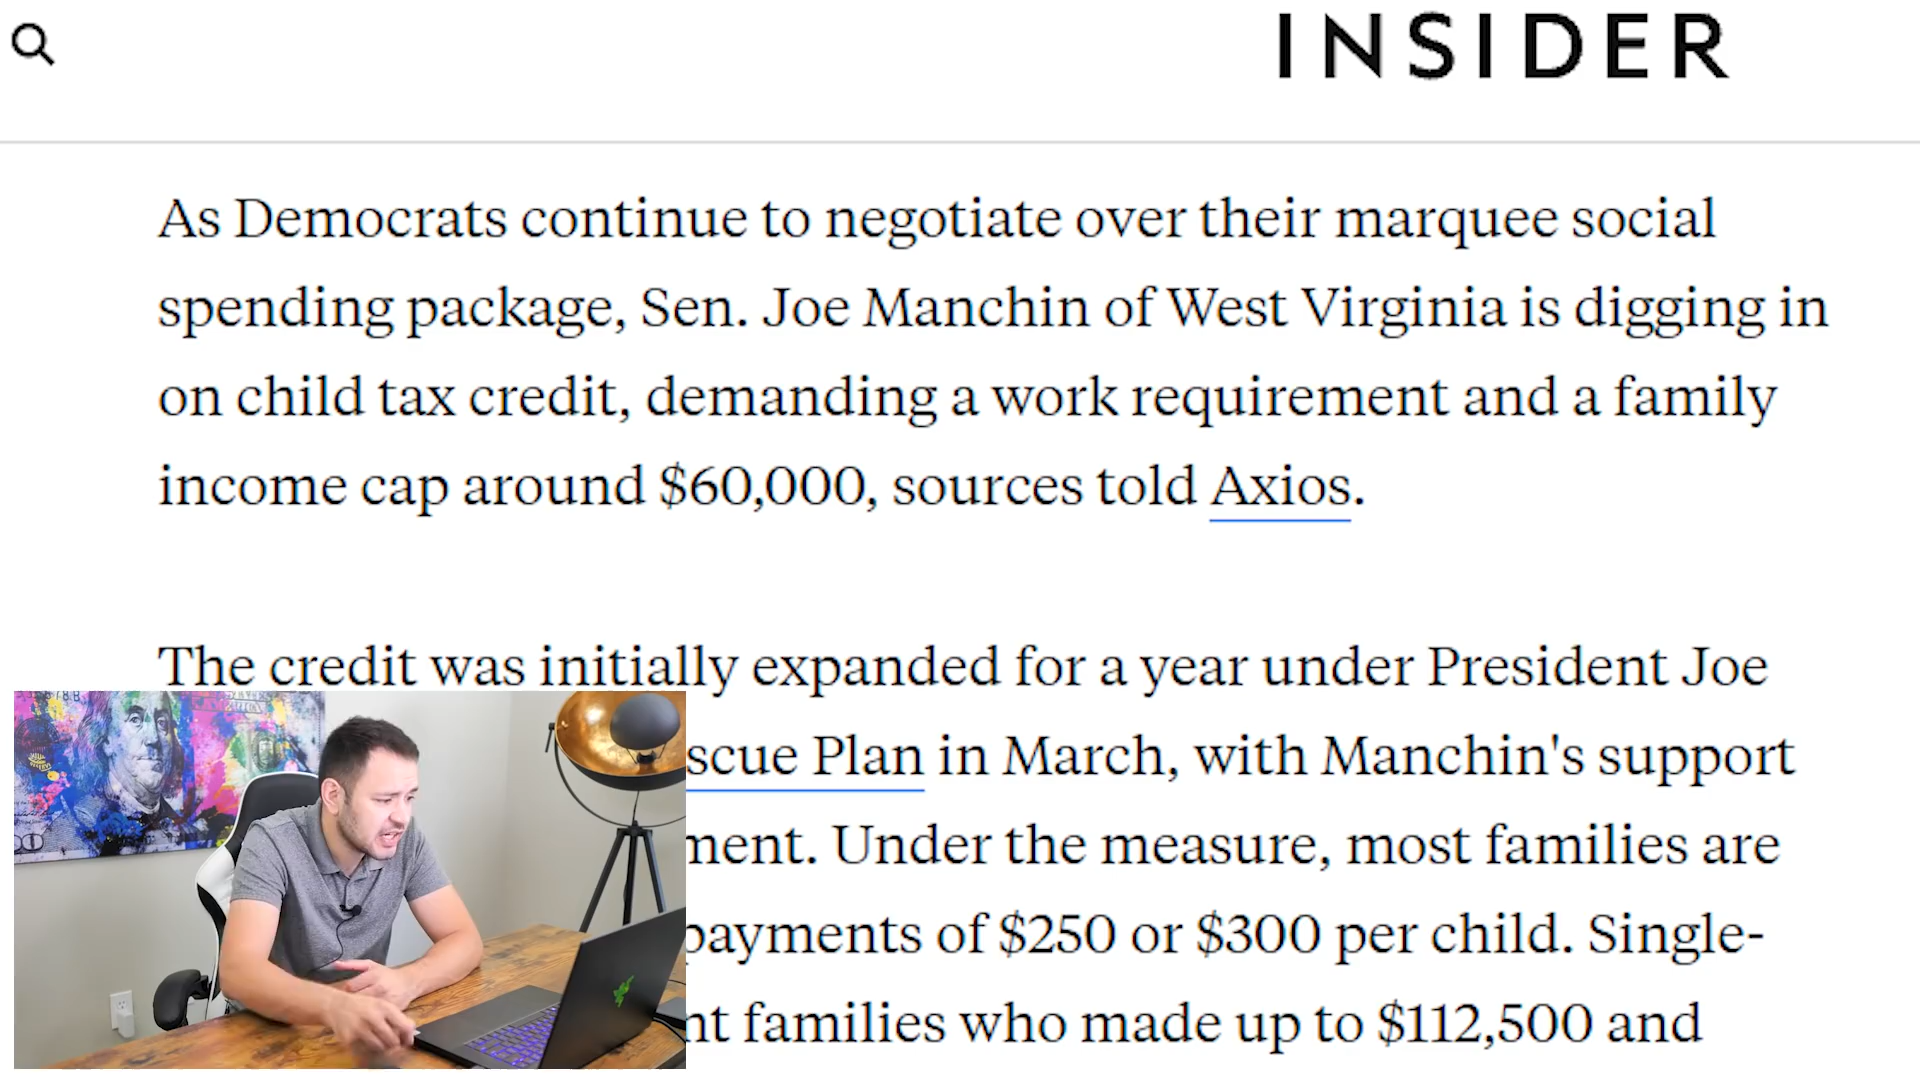 INSIDER
As Democrats continue to negotiate over their marquee social
spending package, Sen. Joe Manchin of West Virginia is digging in
on child tax credit, demanding a work requirement and a family
income cap around $60,000, sources told Axios.
The credit was initially expanded for a year under President Joe
scue Plan in March, with Manchin's support
ment. Under the measure, most families are
payments of $250 or $300 per child. Single-
nt families who made up to $112,500 and